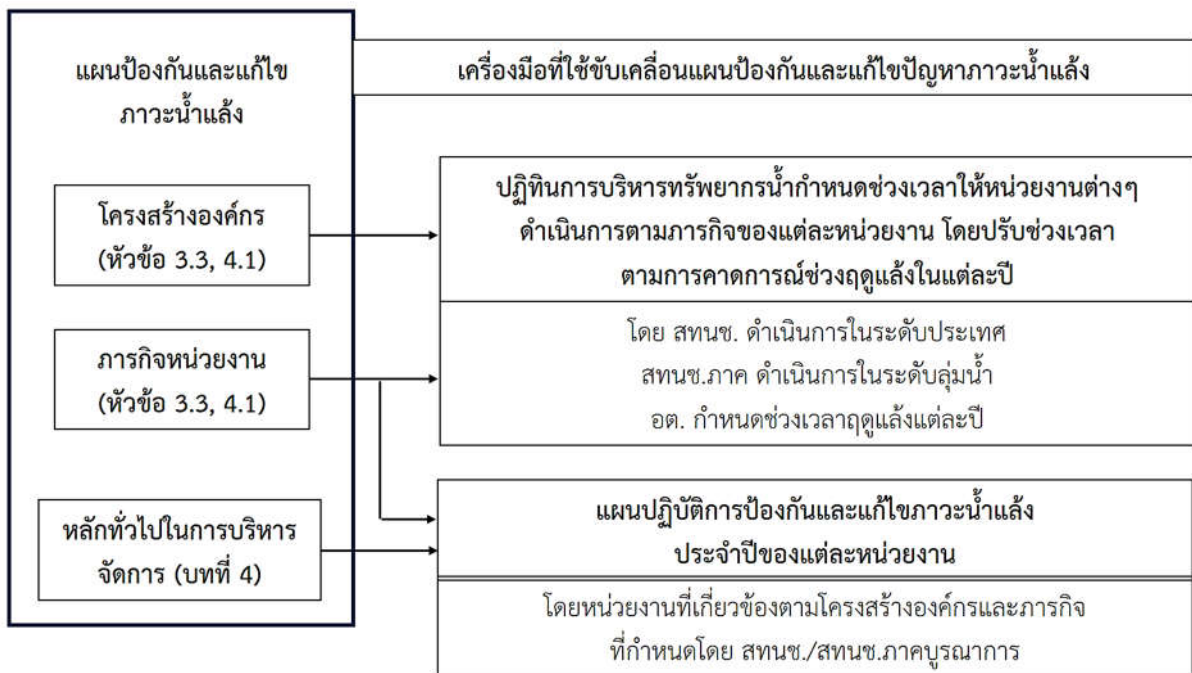 แผนป้องกันและแก้ไข
ภาวะน้ำแล้ง
โครงสร้างองค์กร
(หัวข้อ 3.3, 4.1)
ภารกิจหน่วยงาน
(หัวข้อ 3.3, 4.1)
หลักทั่วไปในการบริหาร
จัดการ (บทที่ 4)
เครื่องมือที่ใช้ขับเคลื่อนแผนป้องกันและแก้ไขปัญหาภาวะน้ำแล้ง
ปฏิทินการบริหารทรัพยากรน้ำกำหนดช่วงเวลาให้หน่วยงานต่างๆ
ดำเนินการตามภารกิจของแต่ละหน่วยงาน โดยปรับช่วงเวลา
ตามการคาดการณ์ช่วงฤดูแล้งในแต่ละปี
โดย สทนช. ดำเนินการในระดับประเทศ
สทนช.ภาค ดำเนินการในระดับลุ่มน้ำ
อต. กำหนดช่วงเวลาฤดูแล้งแต่ละปี
แผนปฏิบัติการป้องกันและแก้ไขภาวะน้ำแล้ง
ประจำปีของแต่ละหน่วยงาน
โดยหน่วยงานที่เกี่ยวข้องตามโครงสร้างองค์กรและภารกิจ
ที่กำหนดโดย สทนช./สทนช.ภาคบูรณาการ